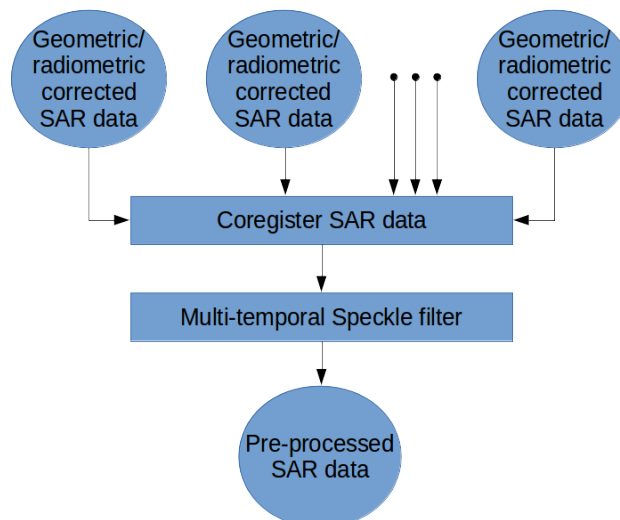 Geometric/
radiometric
corrected
SAR data
Geometric/
radiometric
corrected
SAR data
Geometric/
radiometric
corrected
SAR data
Coregister SAR data
Multi-temporal Speckle filter
Pre-processed
SAR data